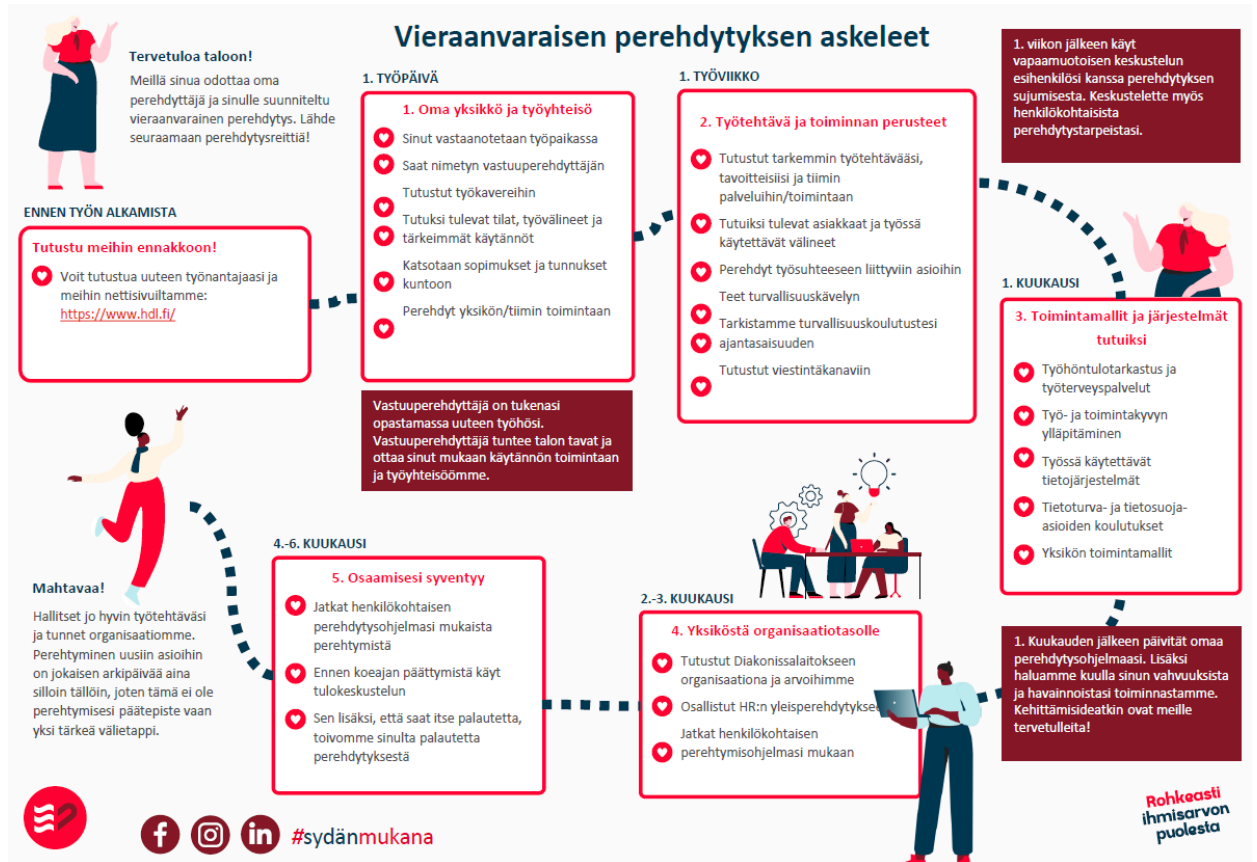 Vieraanvaraisen perehdytyksen askeleet
Tervetuloa taloon!
Meillä sinua odottaa oma
perehdyttäjä ja sinulle suunniteltu
vieraanvarainen perehdytys. Lähde
seuraamaan perehdytysreittiä!
ENNEN TYÖN ALKAMISTA
Tutustu meihin ennakkoon!
Voit tutustua uuteen työnantajaasi ja
meihin nettisivuiltamme:
https://www.hdl.fi/
1. TYÖPÄIVÄ
1. Oma yksikkö ja työyhteisö
Sinut vastaanotetaan työpaikassa
Saat nimetyn vastuuperehdyttäjän
Tutustut työkavereihin
Tutuksi tulevat tilat, työvälineet ja
tärkeimmät käytännöt
Katsotaan sopimukset ja tunnukset
kuntoon
Perehdyt yksikön/tiimin toimintaan
Vastuuperehdyttäjä on tukenasi
opastamassa uuteen työhösi.
Vastuuperehdyttäjä tuntee talon tavat ja
ottaa sinut mukaan käytännön toimintaan
ja työyhteisöömme.
1. TYÖVIIKKO
2. Työtehtävä ja toiminnan perusteet
Tutustut tarkemmin työtehtävääsi,
tavoitteisiisi ja tiimin
palveluihin/toimintaan
Tutuiksi tulevat asiakkaat ja työssä
käytettävät välineet
Perehdyt työsuhteeseen liittyviin asioihin
Teet turvallisuuskävelyn
Tarkistamme turvallisuuskoulutustesi
ajantasaisuuden
Tutustut viestintäkanaviin
1. viikon jälkeen käyt
vapaamuotoisen keskustelun
esihenkilösi kanssa perehdytyksen
sujumisesta. Keskustelette myös
henkilökohtaisista
perehdytystarpeistasi.
1. KUUKAUSI
3. Toimintamallit ja järjestelmät
tutuiksi
Työhöntulotarkastus ja
työterveyspalvelut
Työ- ja toimintakyvyn
ylläpitäminen
Työssä käytettävät
tietojärjestelmät
Tietoturva- ja tietosuoja-
asioiden koulutukset
Yksikön toimintamallit
1. Kuukauden jälkeen päivität omaa
perehdytysohjelmaasi. Lisäksi
haluamme kuulla sinun vahvuuksista
ja havainnoistasi toiminnastamme.
Kehittämisideatkin ovat meille
tervetulleita!
2.-3. KUUKAUSI
4. Yksiköstä organisaatiotasolle
Tutustut Diakonissalaitokseen
organisaationa ja arvoihimme
Osallistut HR:n
Jatkat henkilökohtaisen
perehtymisohjelmasi mukaan
4.-6. KUUKAUSI
5. Osaamisesi syventyy
Jatkat henkilökohtaisen
perehdytysohjelmasi mukaista
perehtymistä
Ennen koeajan päättymistä käyt
tulokeskustelun
Sen lisäksi, että saat itse palautetta,
toivomme sinulta palautetta
perehdytyksestä
Mahtavaa!
Hallitset jo hyvin työtehtäväsi
ja tunnet organisaatiomme.
Perehtyminen uusiin asioihin
on jokaisen arkipäivää aina
silloin tällöin, joten tämä ei ole
perehtymisesi päätepiste vaan
yksi tärkeä välietappi.
#sydänmukana
Rohkeasti
ihmisarvon
puolesta